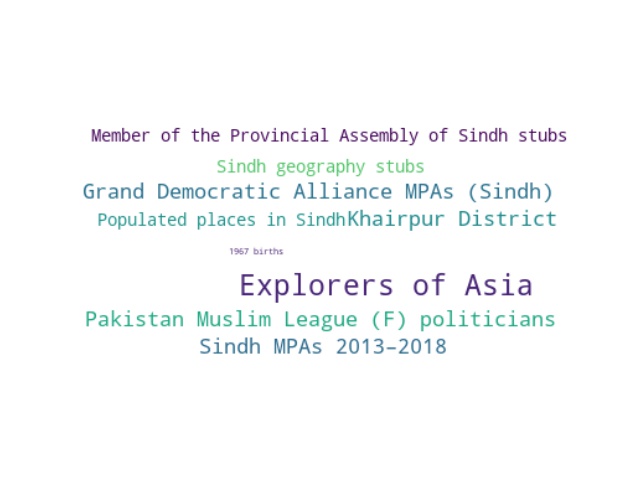 Member of the Provincial Assembly of Sindh stubs
Sindh geography stubs
Grand Democratic Alliance MPAs (Sindh)
Populated places in Sindh Khairpur District
1967 births
Explorers of Asia
Pakistan Muslim League (F) politicians
Sindh MPAs 2013–2018